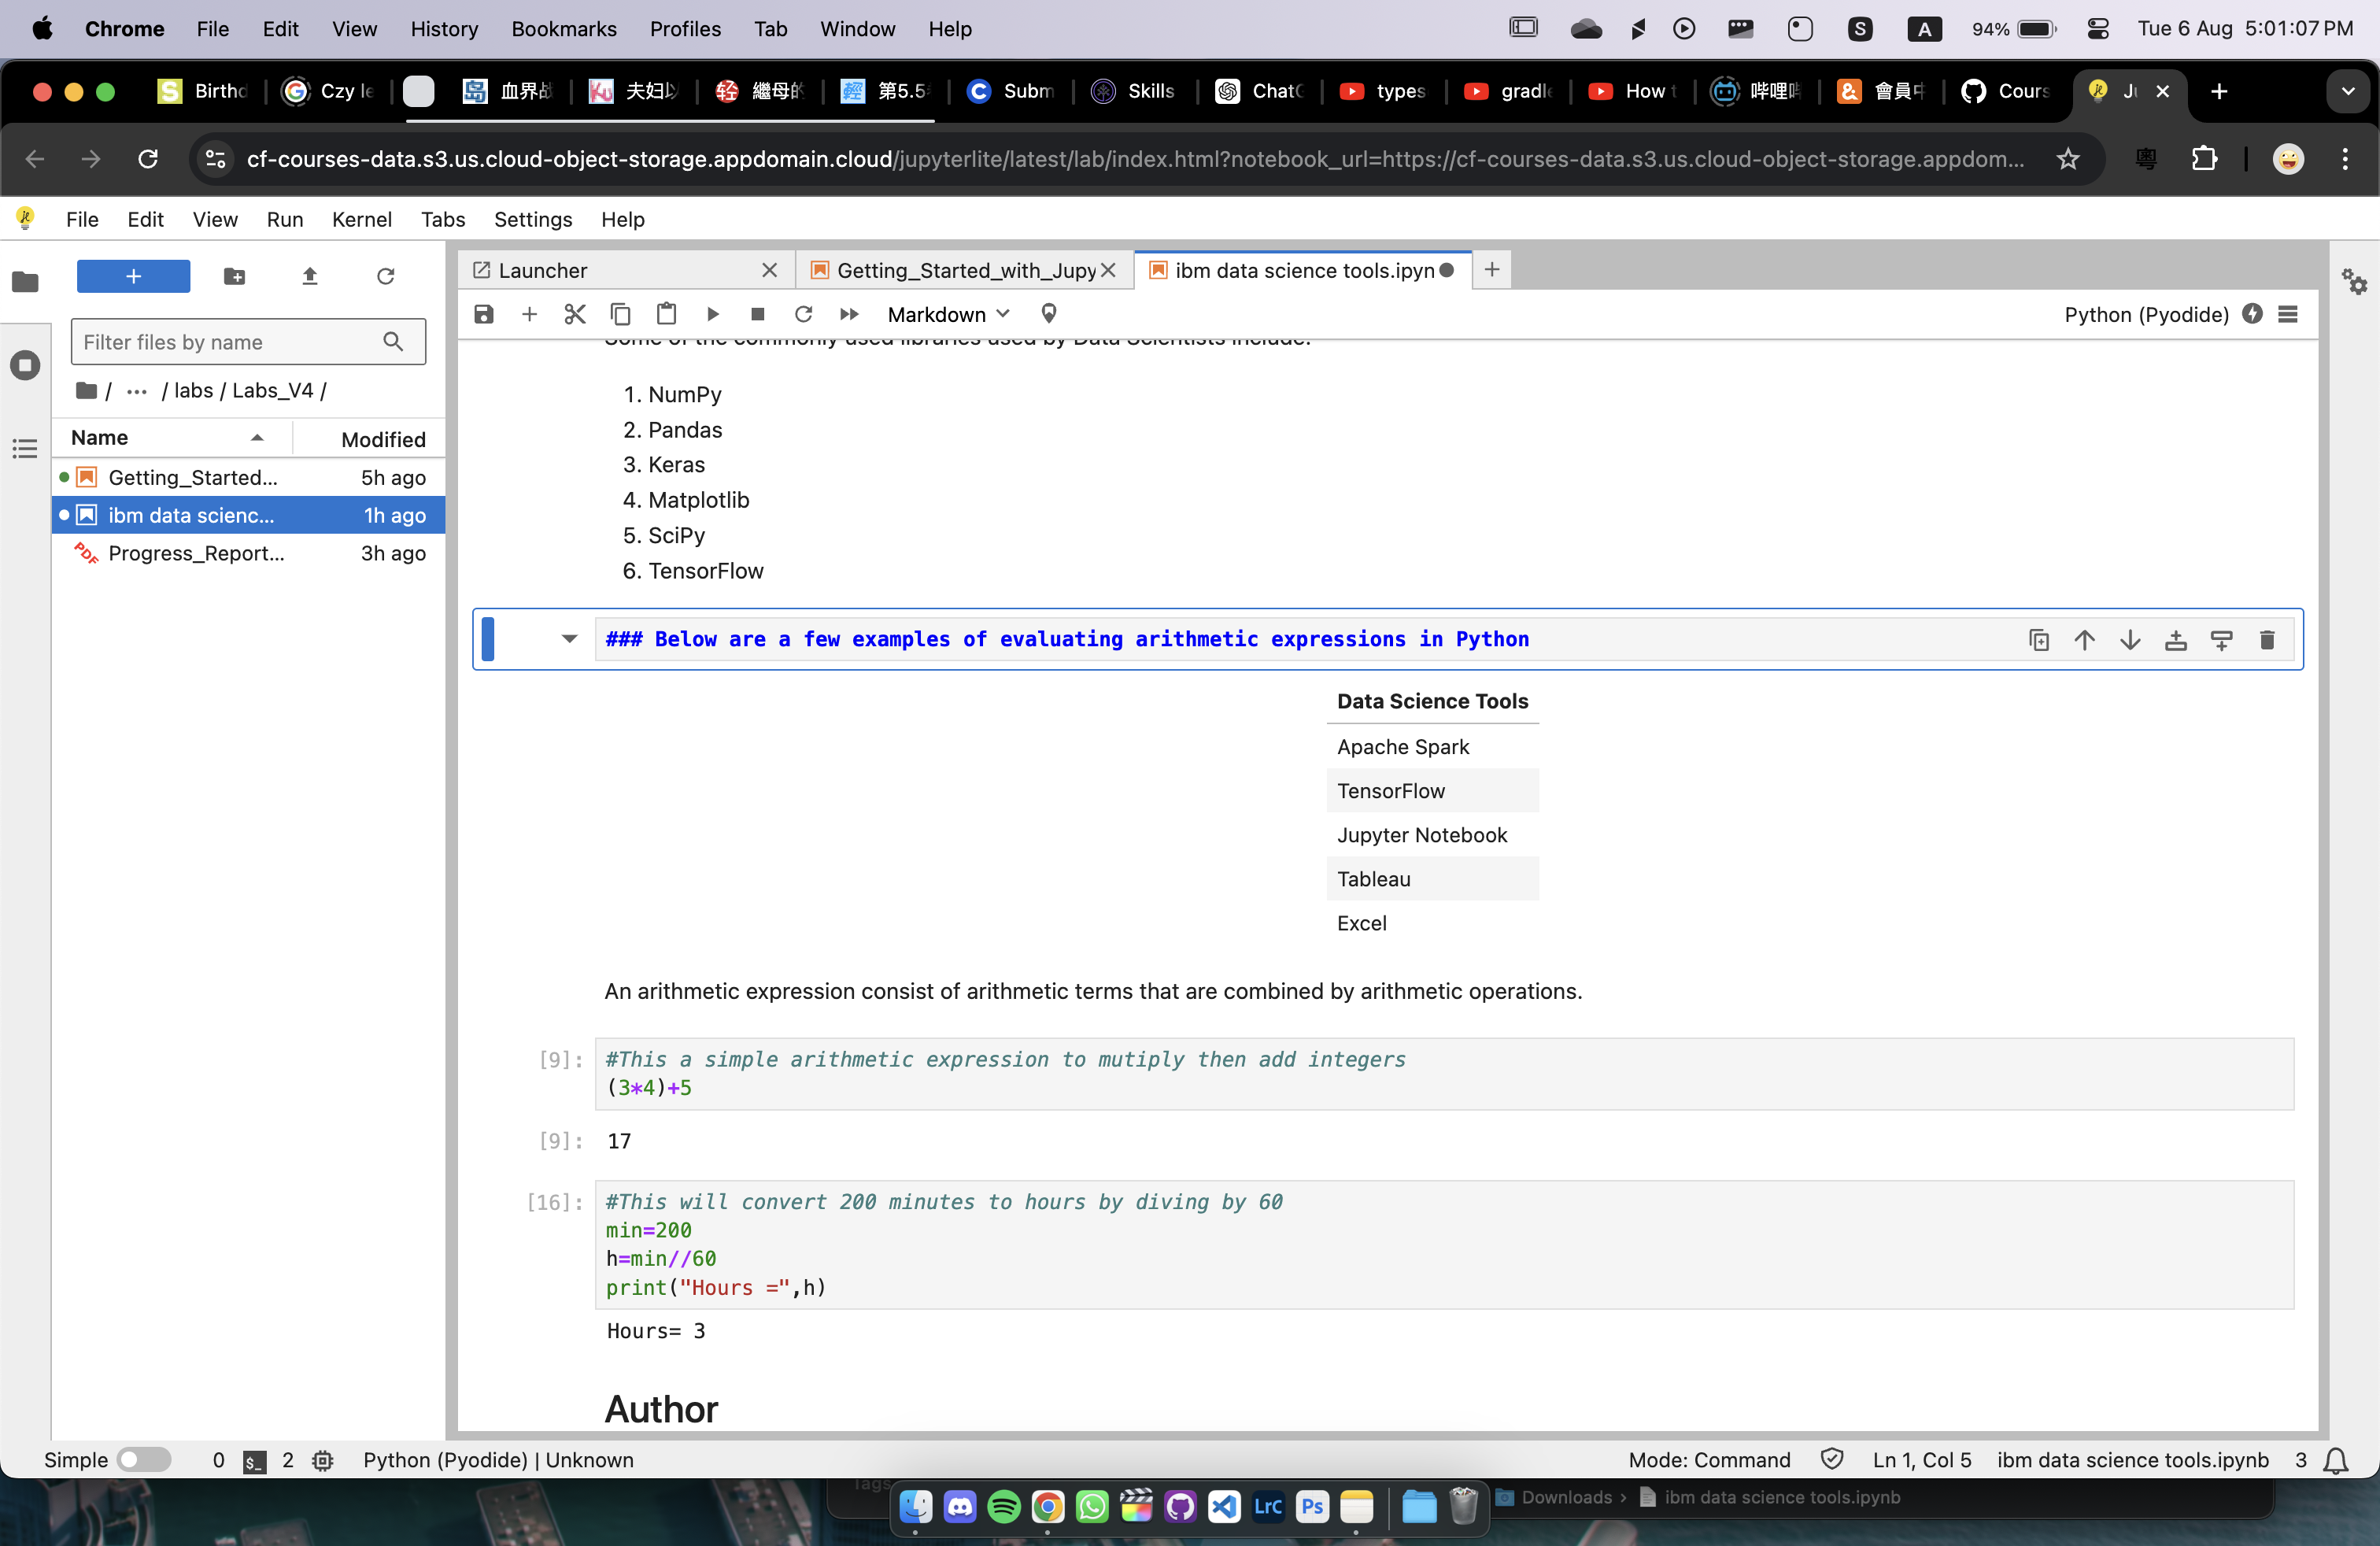 Chrome File Edit View History Bookmarks Profiles Tab Window Help S A 94% Tue 6 Aug 5:01:07 PM
Birthd Czy le 血界战 夫妇以 繼母的 第5.5 Subm Skills ChatG types gradle How t 哔哩哔 會員中 Cours Ju
cf-courses-data.s3.us.cloud-object-storage.appdomain.cloud/jupyterlite/latest/lab/index.html?notebook_url=https://cf-courses-data.s3.us.cloud-object-storage.appdom... 粵
File Edit View Run Kernel Tabs Settings Help
Launcher Getting_Started_with_Jupy ibm data science tools.ipyn
Markdown Python (Pyodide)
Filter files by name
/ ... / labs / Labs_V4 /
Name Modified
Getting_Started... 5h ago
ibm data scienc... 1h ago
PDF Progress_Report... 3h ago
Some of the commonly used libraries used by Data Scientists include:
1. NumPy
2. Pandas
3. Keras
4. Matplotlib
5. SciPy
6. TensorFlow
### Below are a few examples of evaluating arithmetic expressions in Python
Data Science Tools
Apache Spark
TensorFlow
Jupyter Notebook
Tableau
Excel
An arithmetic expression consist of arithmetic terms that are combined by arithmetic operations.
[9]: #This a simple arithmetic expression to mutiply then add integers
(3*4)+5
[9]: 17
[16]: #This will convert 200 minutes to hours by diving by 60
min=200
h=min//60
print("Hours =",h)
Hours= 3
Author
Simple 0 $_ 2 Python (Pyodide) | Unknown Mode: Command Ln 1, Col 5 ibm data science tools.ipynb 3
Tags
LrC Ps Downloads › ibm data science tools.ipynb